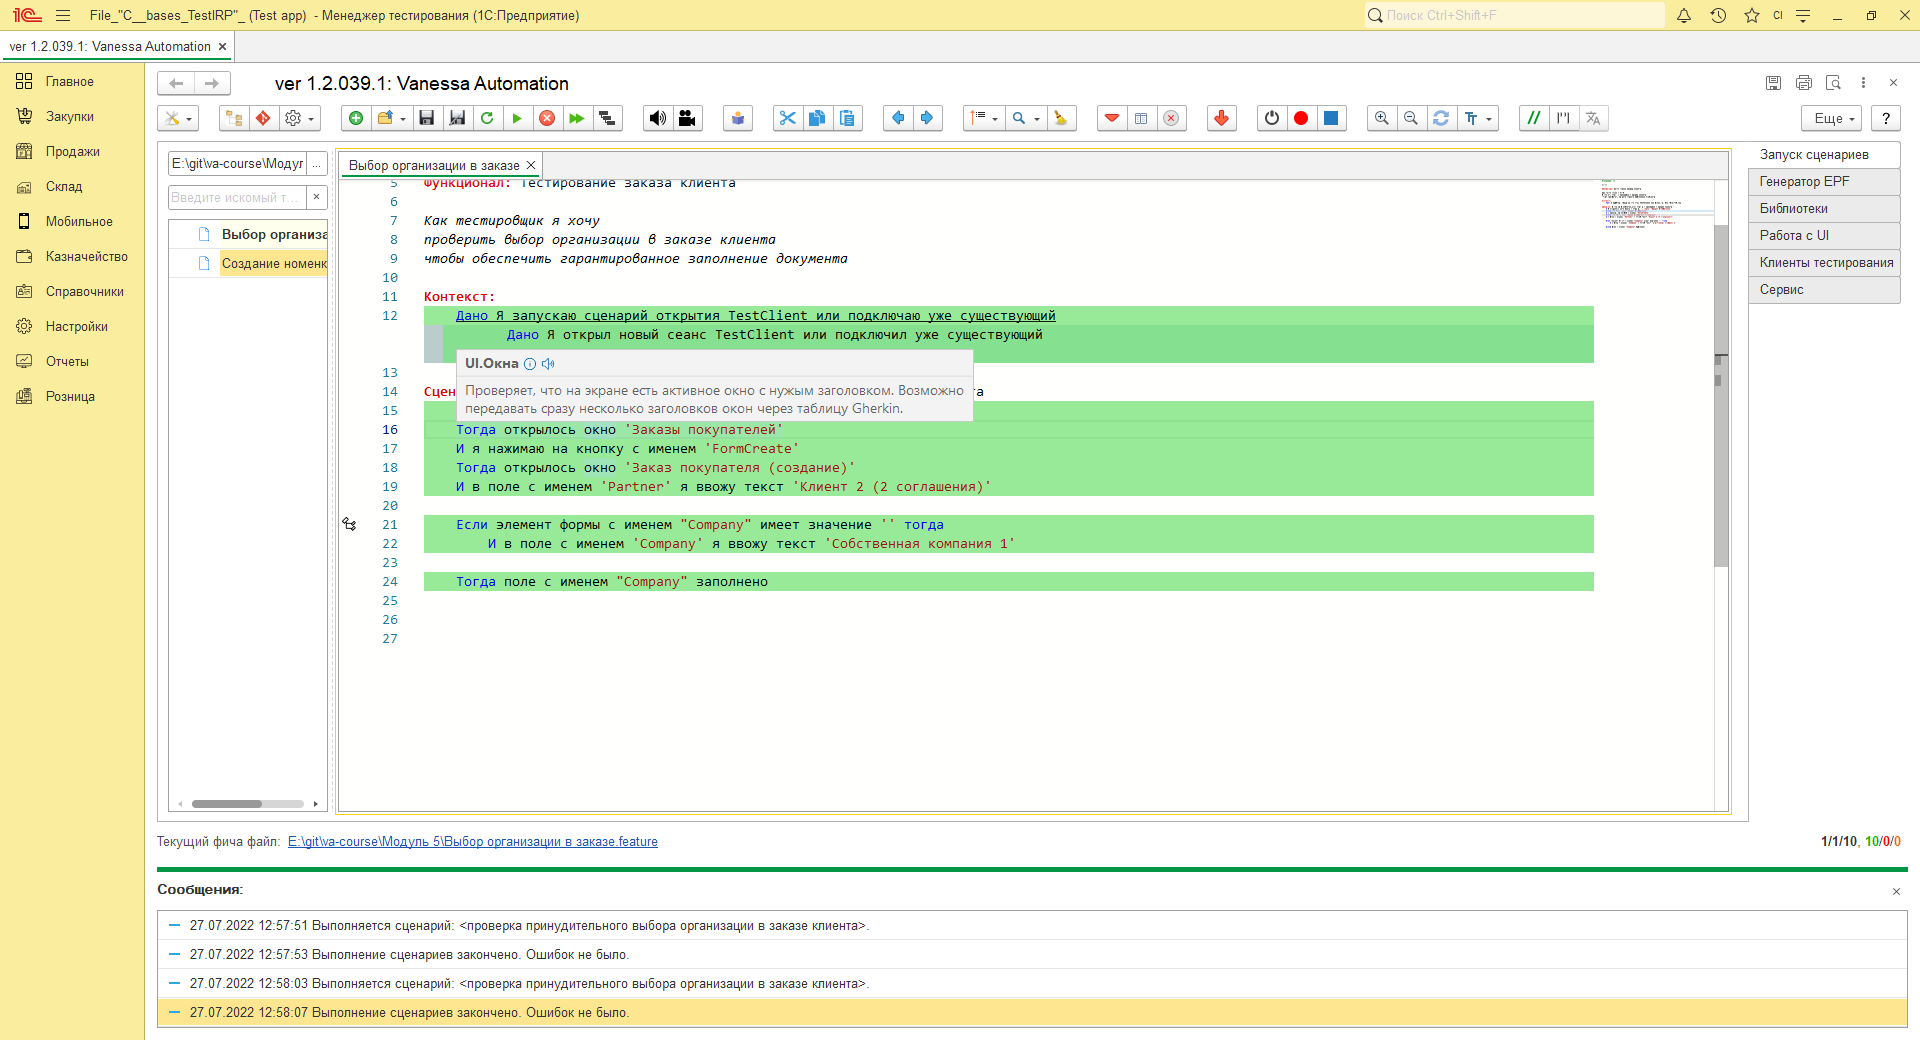 File_"C__bases_TestIRP"_ (Test app) - Менеджер тестирования (1С:Предприятие)
Поиск Ctrl+Shift+F
CI
ver 1.2.039.1: Vanessa Automation
Главное
Закупки
Продажи
Склад
Мобильное
Казначейство
Справочники
Настройки
Отчеты
Розница
ver 1.2.039.1: Vanessa Automation
Еще
?
E:\git\va-course\Модул
...
Введите искомый т...
Выбор организа
Создание номенк
Выбор организации в заказе
5 Функционал: Тестирование заказа клиента
6
7 Как тестировщик я хочу
8 проверить выбор организации в заказе клиента
9 чтобы обеспечить гарантированное заполнение документа
10
11 Контекст:
12 Дано Я запускаю сценарий открытия TestClient или подключаю уже существующий
Дано Я открыл новый сеанс TestClient или подключил уже существующий
UI.Окна
13
14 Сцен
Проверяет, что на экране есть активное окно с нужым заголовком. Возможно
та
15
передавать сразу несколько заголовков окон через таблицу Gherkin.
16 Тогда открылось окно 'Заказы покупателей'
17 И я нажимаю на кнопку с именем 'FormCreate'
18 Тогда открылось окно 'Заказ покупателя (создание)'
19 И в поле с именем 'Partner' я ввожу текст 'Клиент 2 (2 соглашения)'
20
21 Если элемент формы с именем "Company" имеет значение '' тогда
22 И в поле с именем 'Company' я ввожу текст 'Собственная компания 1'
23
24 Тогда поле с именем "Company" заполнено
25
26
27
Запуск сценариев
Генератор EPF
Библиотеки
Работа с UI
Клиенты тестирования
Сервис
Текущий фича файл: E:\git\va-course\Модуль 5\Выбор организации в заказе.feature
1/1/10, 10/0/0
Сообщения:
27.07.2022 12:57:51 Выполняется сценарий: <проверка принудительного выбора организации в заказе клиента>.
27.07.2022 12:57:53 Выполнение сценариев закончено. Ошибок не было.
27.07.2022 12:58:03 Выполняется сценарий: <проверка принудительного выбора организации в заказе клиента>.
27.07.2022 12:58:07 Выполнение сценариев закончено. Ошибок не было.